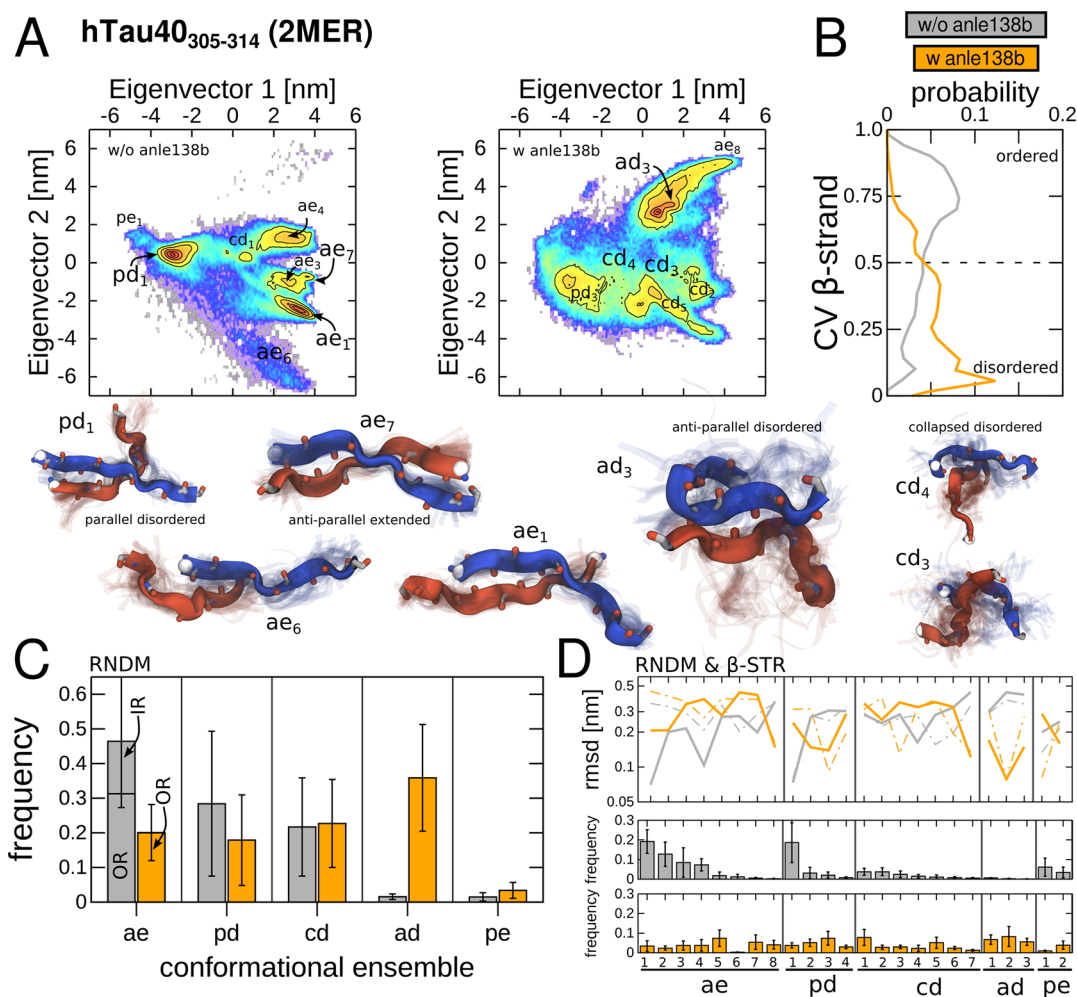 A hTau40305-314 (2MER)
B
w/o anle138b
w anle138b
Eigenvector 1 [nm]
-6 -4 -2 0 2 4 6
Eigenvector 2 [nm]
6
4
2
0
-2
-4
-6
w/o anle138b
pe1
pd1
cd1
ae4
ae3
ae7
ae1
ae6
Eigenvector 1 [nm]
-6 -4 -2 0 2 4 6
Eigenvector 2 [nm]
6
4
2
0
-2
-4
-6
w anle138b
ae8
ad3
cd4
cd3
pd3
cd2
cd5
probability
0 0.1 0.2
CV β-strand
1.0
0.75
0.5
0.25
0
ordered
disordered
pd1
parallel disordered
ae7
anti-parallel extended
ae6
ae1
anti-parallel disordered
ad3
collapsed disordered
cd4
cd3
C
RNDM
frequency
0.6
0.5
0.4
0.3
0.2
0.1
0
IR
OR
OR
ae pd cd ad pe
conformational ensemble
D
RNDM & β-STR
rmsd [nm]
0.5
0.3
0.2
0.1
0.05
frequency
0.3
0.2
0.1
0
frequency
0.3
0.2
0.1
0
1 2 3 4 5 6 7 8 1 2 3 4 1 2 3 4 5 6 7 1 2 3 1 2
ae pd cd ad pe